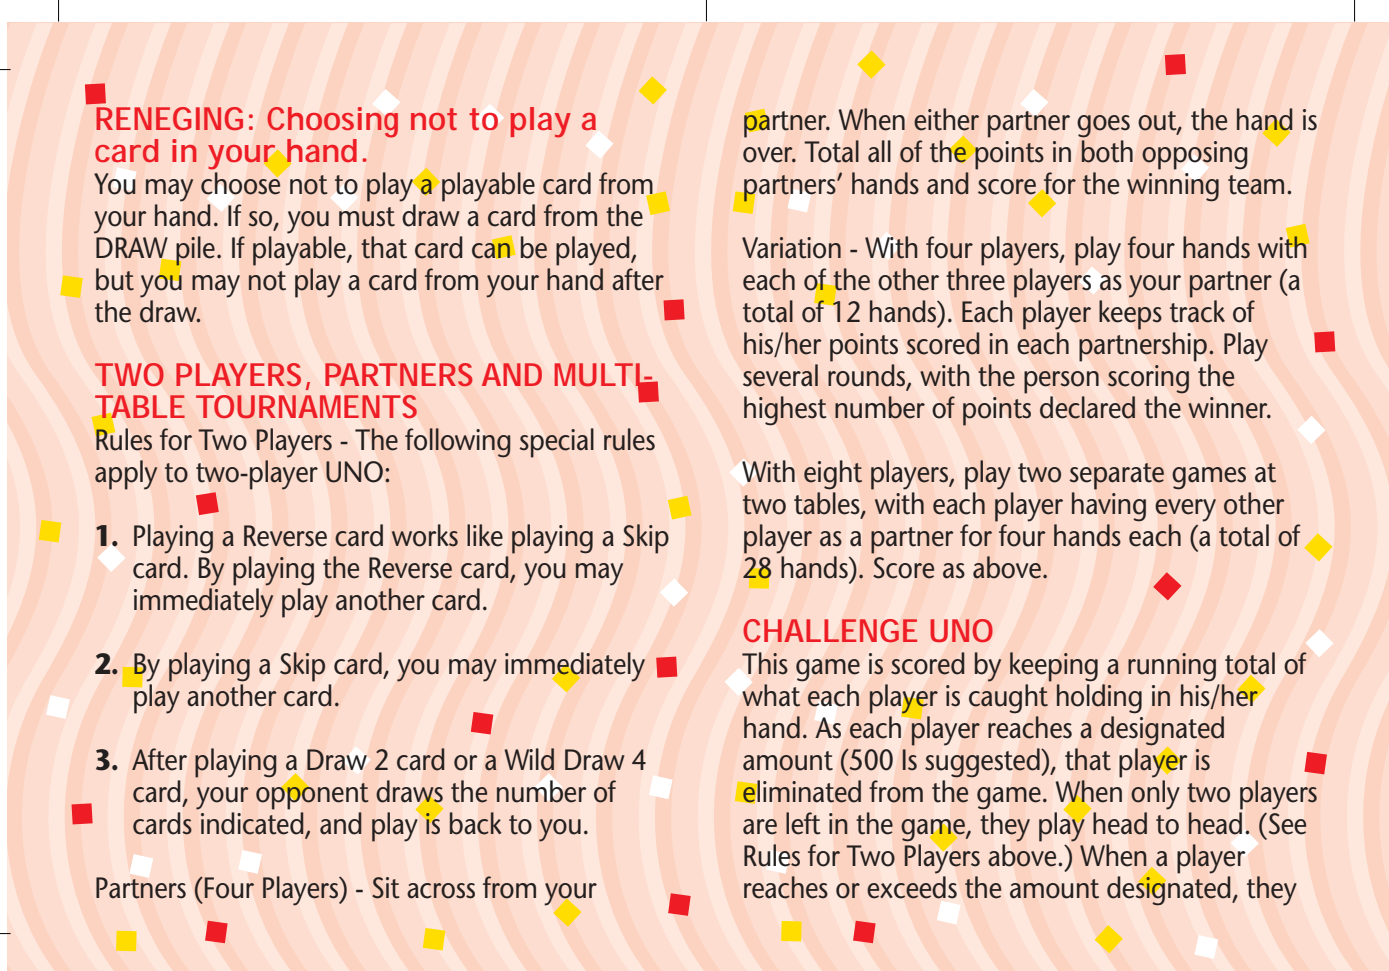 RENEGING: Choosing not to play a
card in your hand.
You may choose not to play a playable card from
your hand. If so, you must draw a card from the
DRAW pile. If playable, that card can be played,
but you may not play a card from your hand after
the draw.
TWO PLAYERS, PARTNERS AND MULTI-
TABLE TOURNAMENTS
Rules for Two Players - The following special rules
apply to two-player UNO:
1. Playing a Reverse card works like playing a Skip
card. By playing the Reverse card, you may
immediately play another card.
2. By playing a Skip card, you may immediately
play another card.
3. After playing a Draw 2 card or a Wild Draw 4
card, your opponent draws the number of
cards indicated, and play is back to you.
Partners (Four Players) - Sit across from your
partner. When either partner goes out, the hand is
over. Total all of the points in both opposing
partners’ hands and score for the winning team.
Variation - With four players, play four hands with
each of the other three players as your partner (a
total of 12 hands). Each player keeps track of
his/her points scored in each partnership. Play
several rounds, with the person scoring the
highest number of points declared the winner.
With eight players, play two separate games at
two tables, with each player having every other
player as a partner for four hands each (a total of
28 hands). Score as above.
CHALLENGE UNO
This game is scored by keeping a running total of
what each player is caught holding in his/her
hand. As each player reaches a designated
amount (500 Is suggested), that player is
eliminated from the game. When only two players
are left in the game, they play head to head. (See
Rules for Two Players above.) When a player
reaches or exceeds the amount designated, they